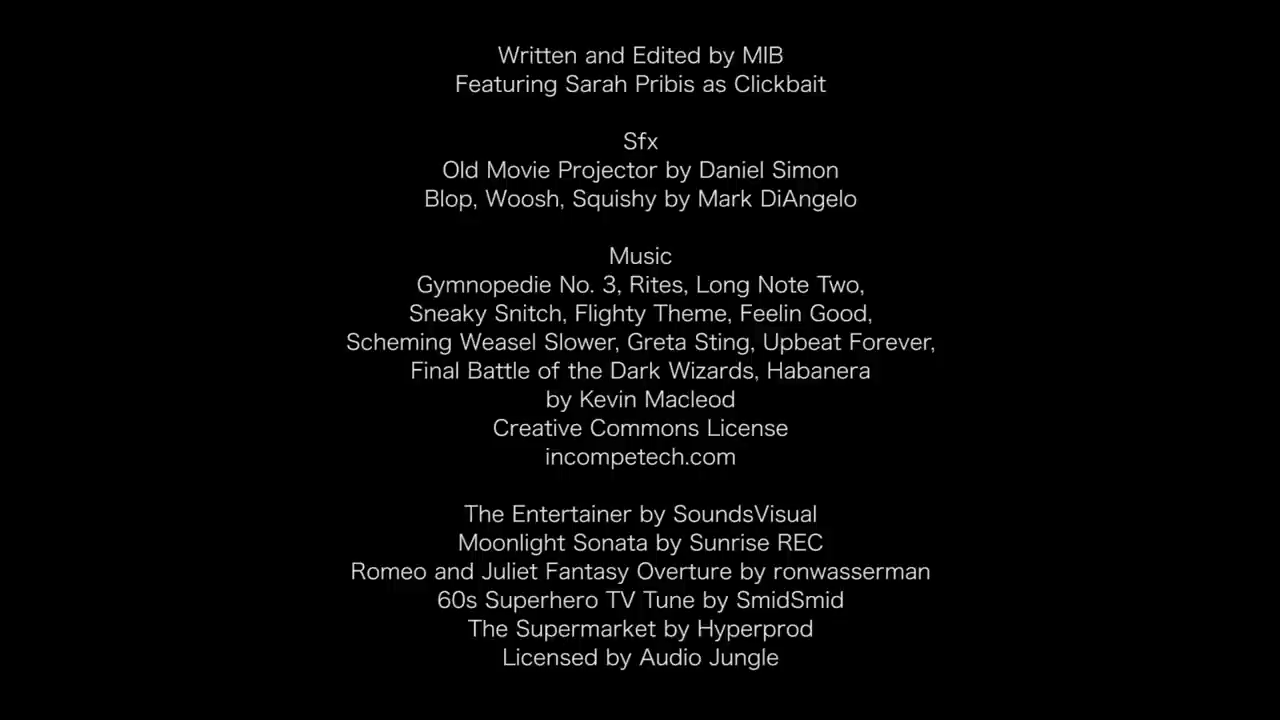 Written and Edited by MIB
Featuring Sarah Pribis as Clickbait
Sfx
Old Movie Projector by Daniel Simon
Blop, Woosh, Squishy by Mark DiAngelo
Music
Gymnopedie No. 3, Rites, Long Note Two,
Sneaky Snitch, Flighty Theme, Feelin Good,
Scheming Weasel Slower, Greta Sting, Upbeat Forever,
Final Battle of the Dark Wizards, Habanera
by Kevin Macleod
Creative Commons License
incompetech.com
The Entertainer by SoundsVisual
Moonlight Sonata by Sunrise REC
Romeo and Juliet Fantasy Overture by ronwasserman
60s Superhero TV Tune by SmidSmid
The Supermarket by Hyperprod
Licensed by Audio Jungle